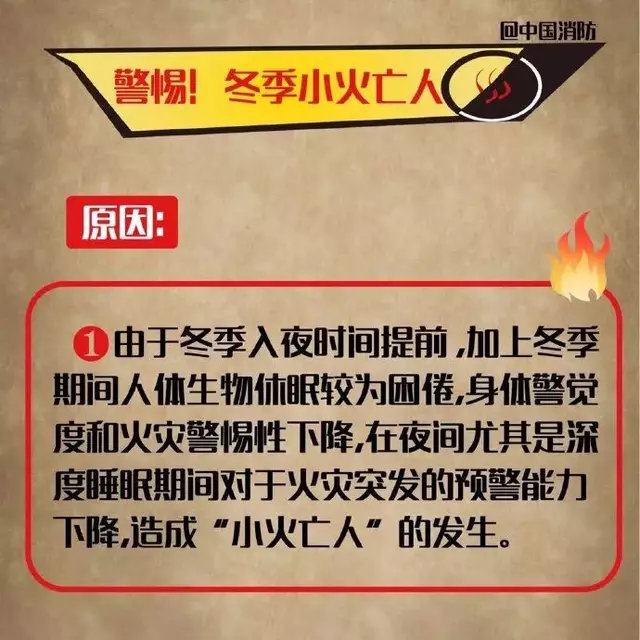 @中国消防
警惕！冬季小火亡人
原因:
1由于冬季入夜时间提前,加上冬季
期间人体生物休眠较为困倦,身体警觉
度和火灾警惕性下降,在夜间尤其是深
度睡眠期间对于火灾突发的预警能力
下降,造成“小火亡人”的发生。